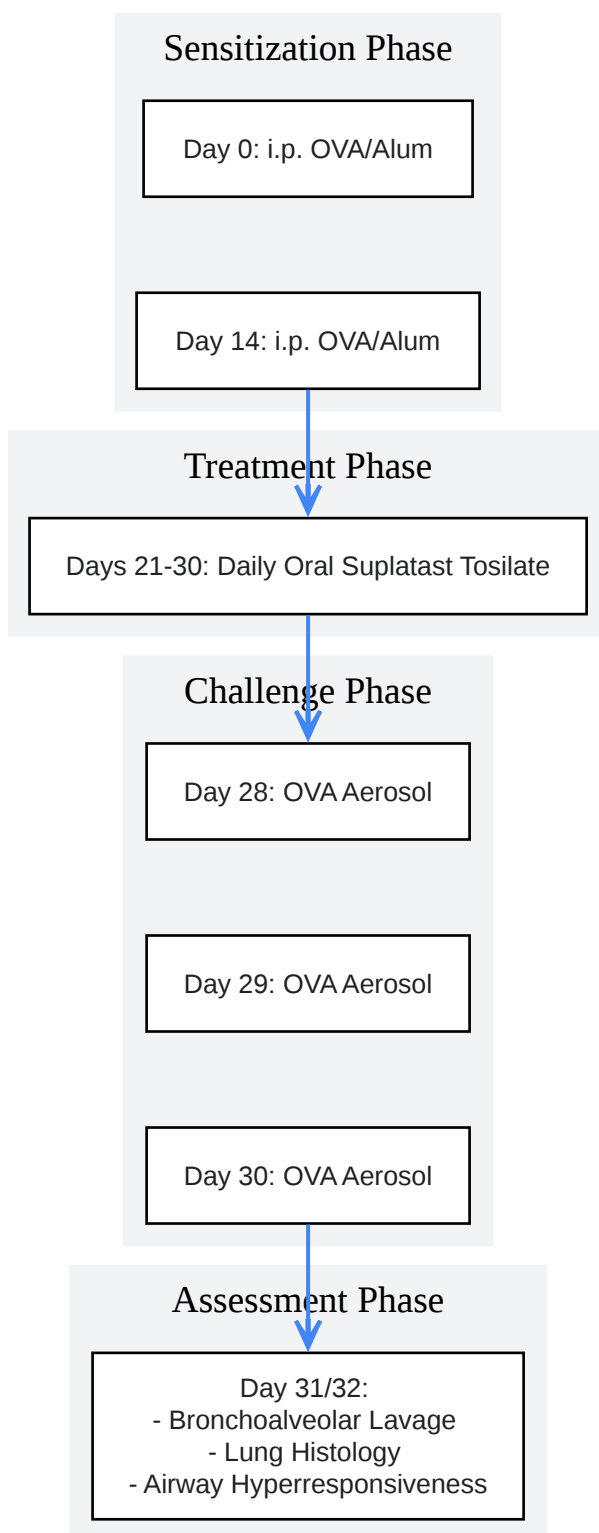 Sensitization Phase
Day 0: i.p. OVA/Alum
Day 14: i.p. OVA/Alum
Treatment Phase
Days 21-30: Daily Oral Suplatast Tosilate
Challenge Phase
Day 28: OVA Aerosol
Day 29: OVA Aerosol
Day 30: OVA Aerosol
Assessment Phase
Day 31/32:
- Bronchoalveolar Lavage
- Lung Histology
- Airway Hyperresponsiveness